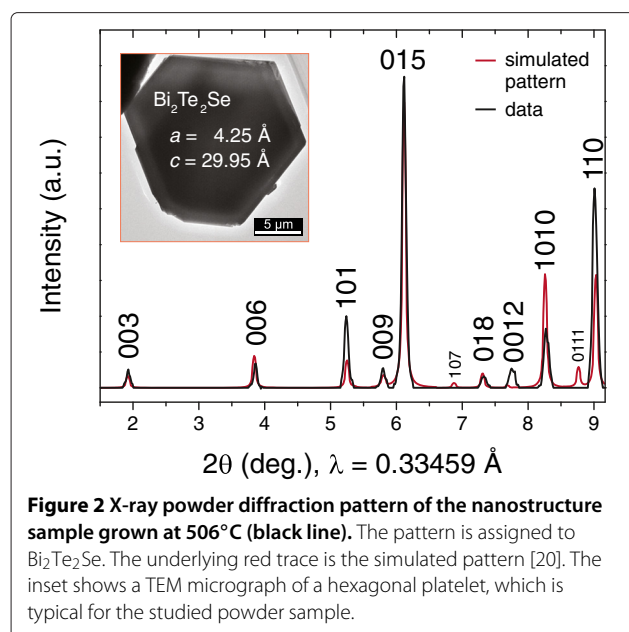 015
simulated
pattern
data
Bi₂Te₂Se
a = 4.25 Å
c = 29.95 Å
5 µm
110
1010
101
006
003
009
018
0012
107
0111
Intensity (a.u.)
2 3 4 5 6 7 8 9
2θ (deg.), λ = 0.33459 Å
Figure 2 X-ray powder diffraction pattern of the nanostructure
sample grown at 506°C (black line). The pattern is assigned to
Bi₂Te₂Se. The underlying red trace is the simulated pattern [20]. The
inset shows a TEM micrograph of a hexagonal platelet, which is
typical for the studied powder sample.